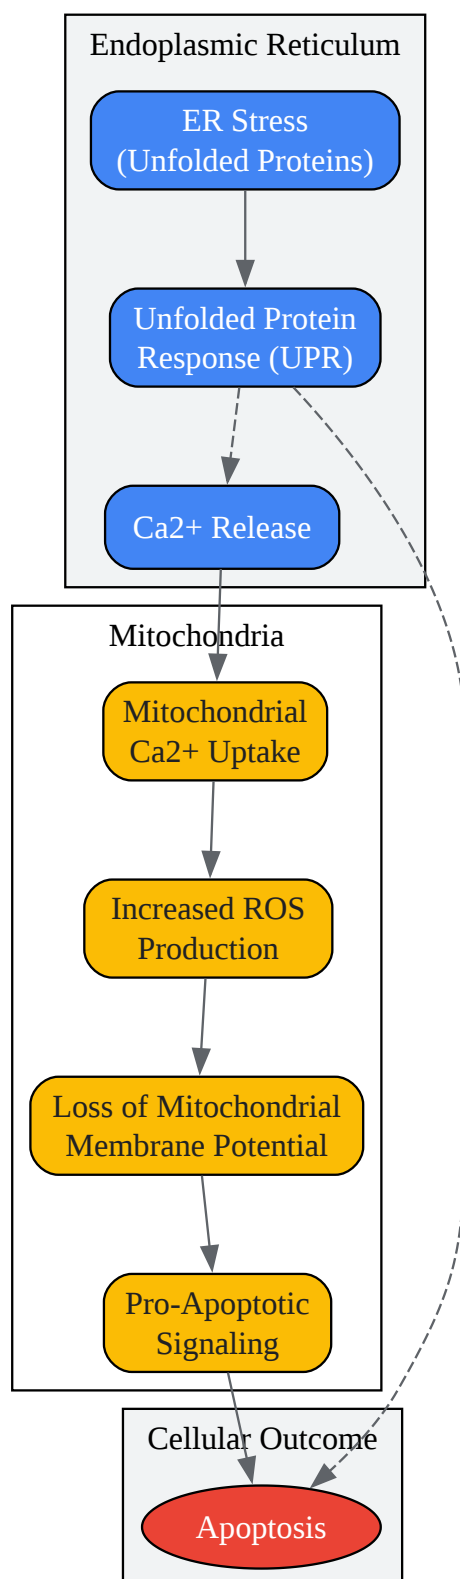 Endoplasmic Reticulum
ER Stress
(Unfolded Proteins)
Unfolded Protein
Response (UPR)
Ca2+ Release
Mitochondria
Mitochondrial
Ca2+ Uptake
Increased ROS
Production
Loss of Mitochondrial
Membrane Potential
Pro-Apoptotic
Signaling
Cellular Outcome
Apoptosis